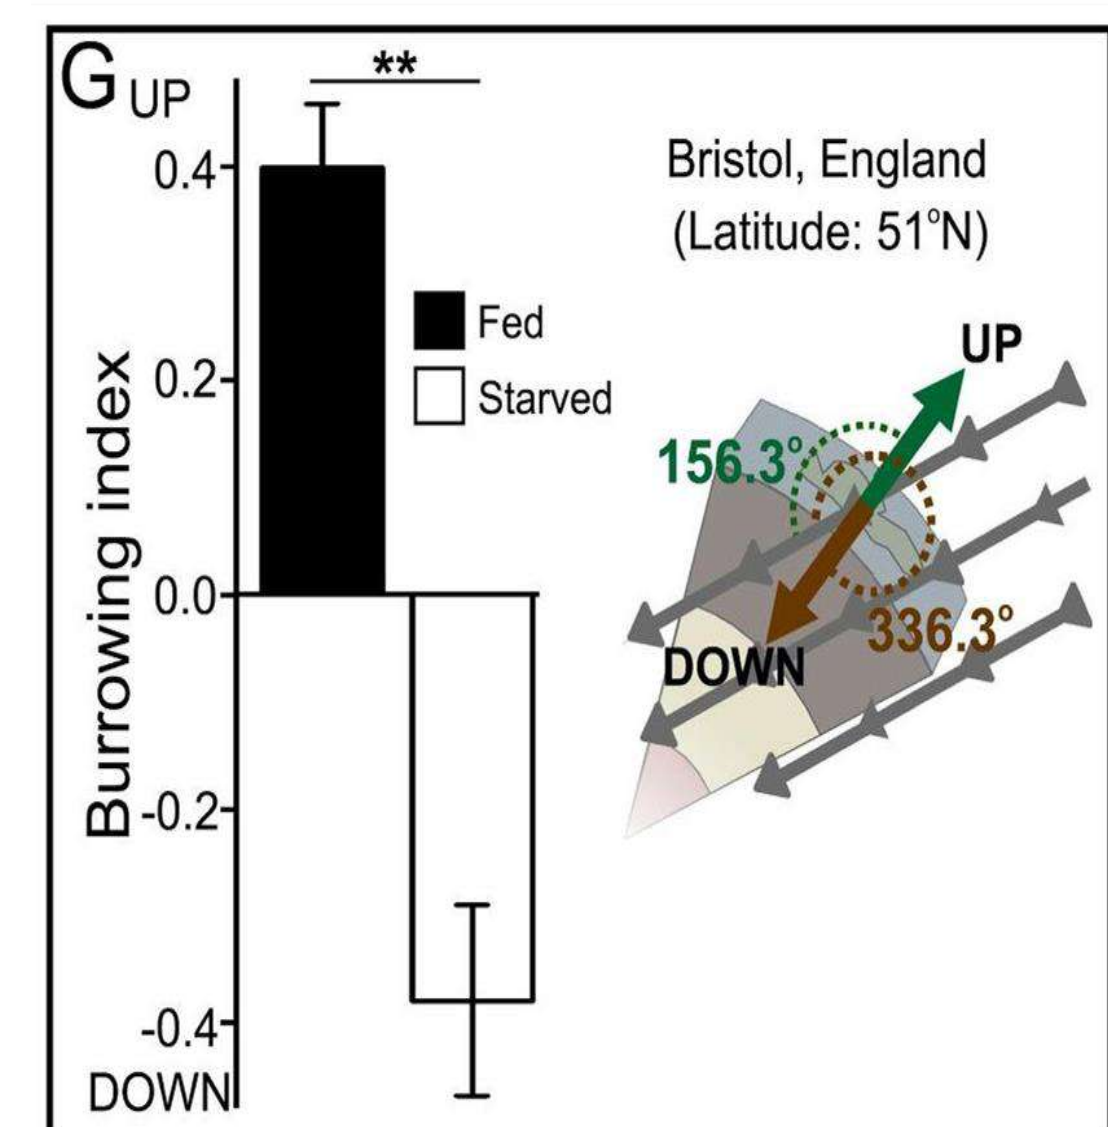 G
UP
**
0.4
0.2
0.0
-0.2
-0.4
DOWN
Burrowing index
Fed
Starved
Bristol, England
(Latitude: 51°N)
UP
156.3°
336.3°
DOWN